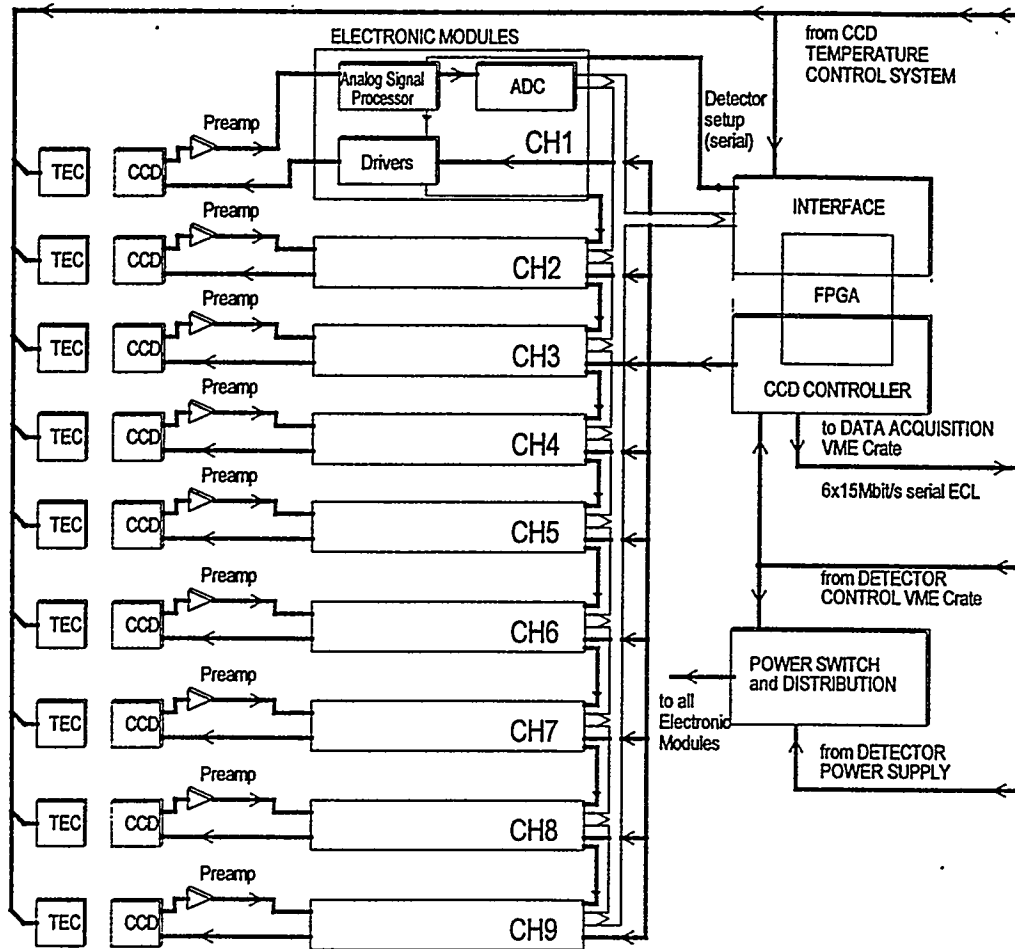 from CCD
TEMPERATURE
CONTROL SYSTEM
ELECTRONIC MODULES
Analog Signal
Processor
ADC
Detector
setup
(serial)
Preamp
CH1
Drivers
TEC
CCD
INTERFACE
Preamp
TEC
CCD
CH2
FPGA
Preamp
TEC
CCD
CH3
CCD CONTROLLER
Preamp
TEC
CCD
CH4
to DATA ACQUISITION
VME Crate
6x15Mbit/s serial ECL
Preamp
TEC
CCD
CH5
from DETECTOR
CONTROL VME Crate
Preamp
TEC
CCD
CH6
POWER SWITCH
and DISTRIBUTION
Preamp
TEC
CCD
CH7
to all
Electronic
Modules
from DETECTOR
POWER SUPPLY
Preamp
TEC
CCD
CH8
Preamp
TEC
CCD
CH9